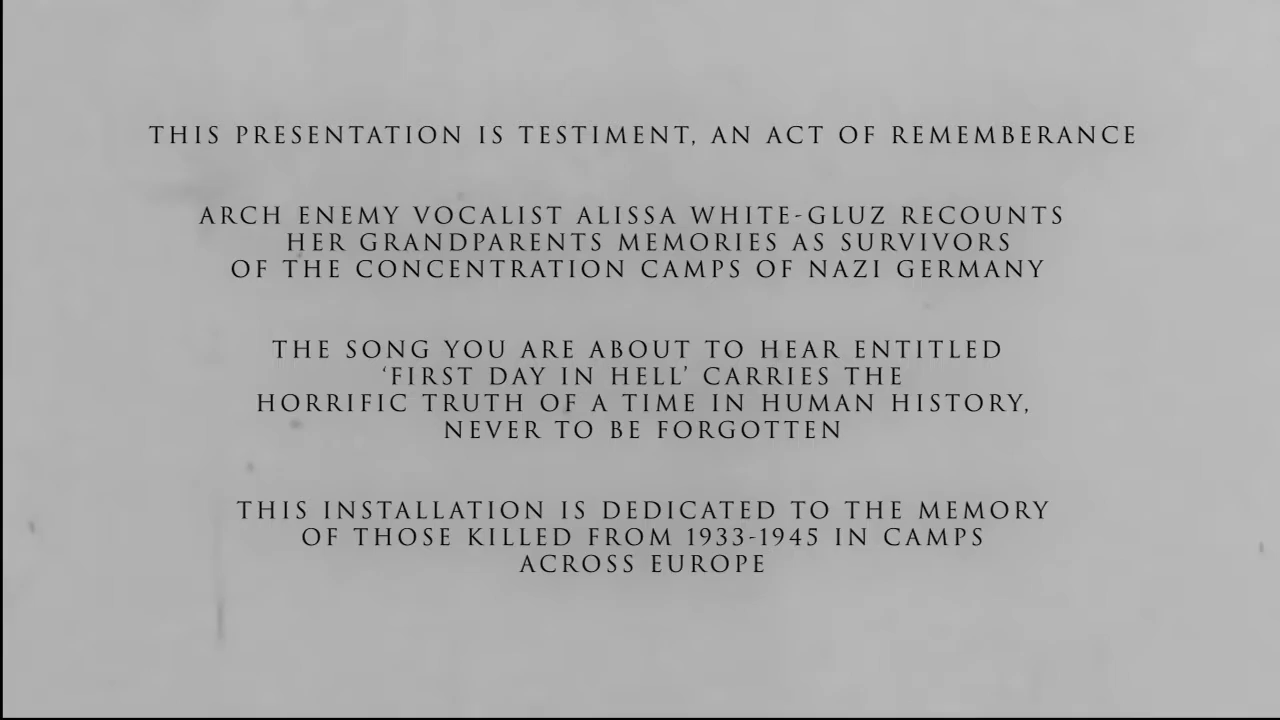 THIS PRESENTATION IS TESTIMENT, AN ACT OF REMEMBERANCE
ARCH ENEMY VOCALIST ALISSA WHITE-GLUZ RECOUNTS
HER GRANDPARENTS MEMORIES AS SURVIVORS
OF THE CONCENTRATION CAMPS OF NAZI GERMANY
THE SONG YOU ARE ABOUT TO HEAR ENTITLED
‘FIRST DAY IN HELL’ CARRIES THE
HORRIFIC TRUTH OF A TIME IN HUMAN HISTORY,
NEVER TO BE FORGOTTEN
THIS INSTALLATION IS DEDICATED TO THE MEMORY
OF THOSE KILLED FROM 1933-1945 IN CAMPS
ACROSS EUROPE